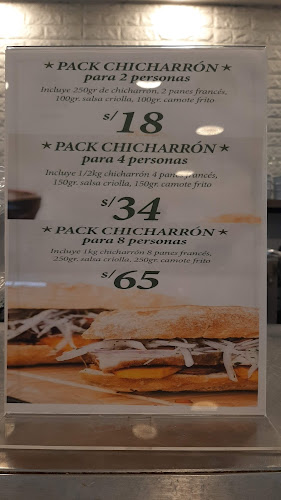 ★ PACK CHICHARRÓN ★
para 2 personas
Incluye 250gr de chicharrón, 2 panes francés,
100gr. salsa criolla, 100gr. camote frito
s/18
PACK CHICHARRÓN ★
para 4 personas
Incluye 1/2kg chicharrón 4 panes francés,
150gr. salsa criolla, 150gr. camote frito
s/34
★ PACK CHICHARRÓN ★
para 8 personas
Incluye 1kg chicharrón 8 panes francés,
250gr. salsa criolla, 250gr. camote frito
s/65